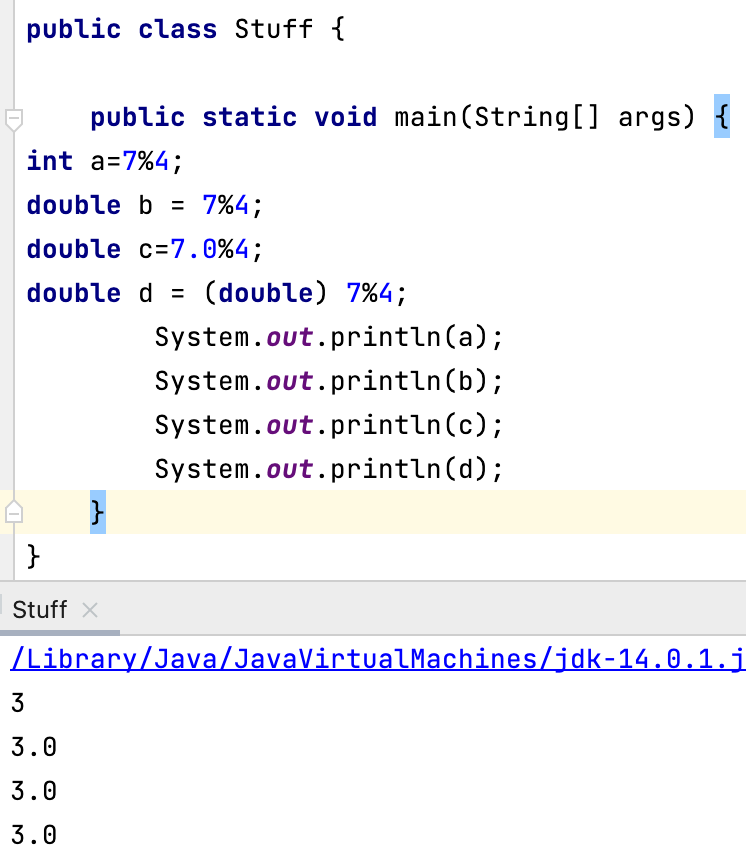 public class Stuff {
    public static void main(String[] args) {
int a=7%4;
double b = 7%4;
double c=7.0%4;
double d = (double) 7%4;
        System.out.println(a);
        System.out.println(b);
        System.out.println(c);
        System.out.println(d);
    }
}
Stuff
/Library/Java/JavaVirtualMachines/jdk-14.0.1.j
3
3.0
3.0
3.0